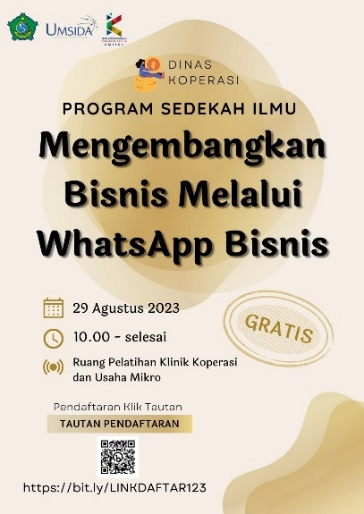 UMSIDA
DINAS
KOPERASI
PROGRAM SEDEKAH ILMU
Mengembangkan
Bisnis Melalui
WhatsApp Bisnis
29 Agustus 2023
10.00 – selesai
GRATIS
Ruang Pelatihan Klinik Koperasi
dan Usaha Mikro
Pendaftaran Klik Tautan
TAUTAN PENDAFTARAN
https://bit.ly/LINKDAFTAR123